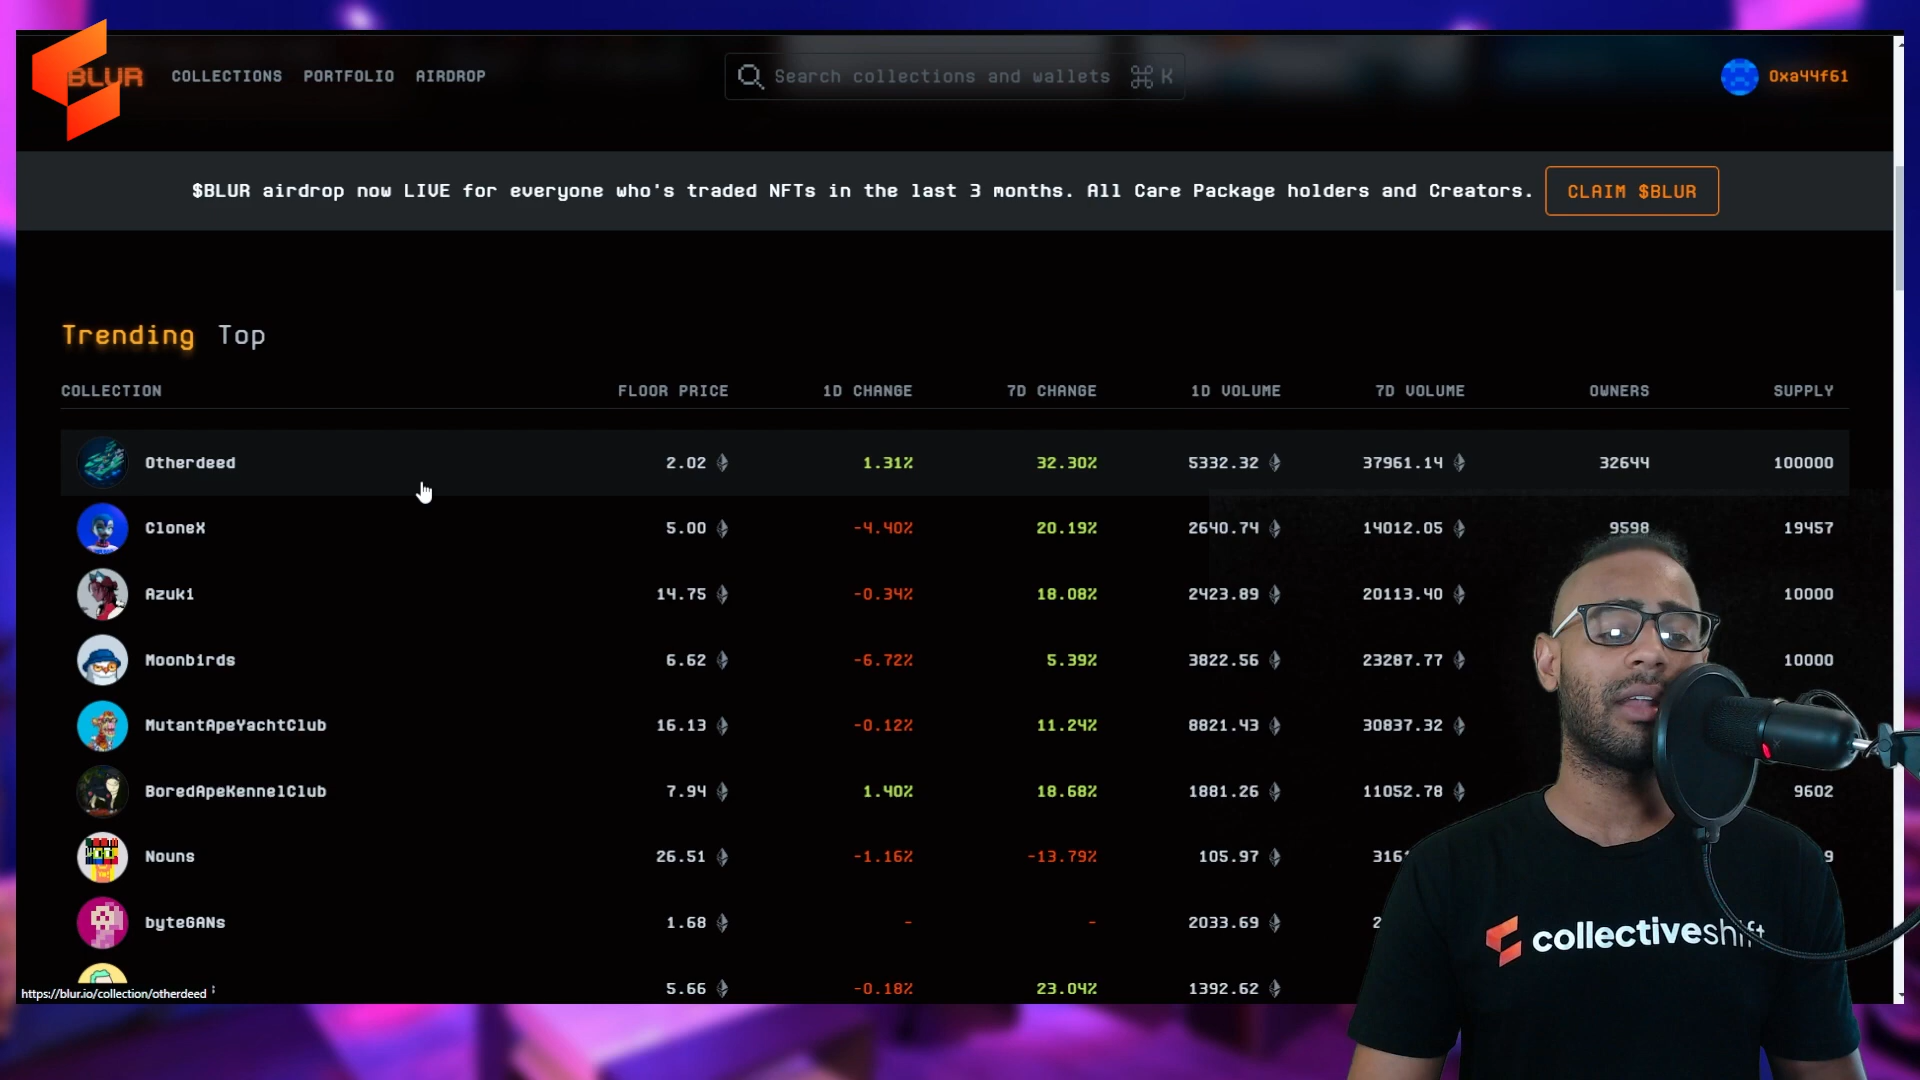 BLUR COLLECTIONS PORTFOLIO AIRDROP Search collections and wallets ⌘ K 0xa44f61
$BLUR airdrop now LIVE for everyone who's traded NFTs in the last 3 months. All Care Package holders and Creators. CLAIM $BLUR
Trending Top
COLLECTION FLOOR PRICE 1D CHANGE 7D CHANGE 1D VOLUME 7D VOLUME OWNERS SUPPLY
Otherdeed 2.02 1.31% 32.30% 5332.32 37961.14 32644 100000
CloneX 5.00 -4.40% 20.19% 2640.74 14012.05 9598 19457
Azuki 14.75 -0.34% 18.08% 2423.89 20113.40 10000
Moonbirds 6.62 -6.72% 5.39% 3822.56 23287.77 10000
MutantApeYachtClub 16.13 -0.12% 11.24% 8821.43 30837.32
BoredApeKennelClub 7.94 1.40% 18.68% 1881.26 11052.78 9602
Nouns 26.51 -1.16% -13.79% 105.97
byteGANs 1.68 - - 2033.69
5.66 -0.18% 23.04% 1392.62
https://blur.io/collection/otherdeed
collectiveshift